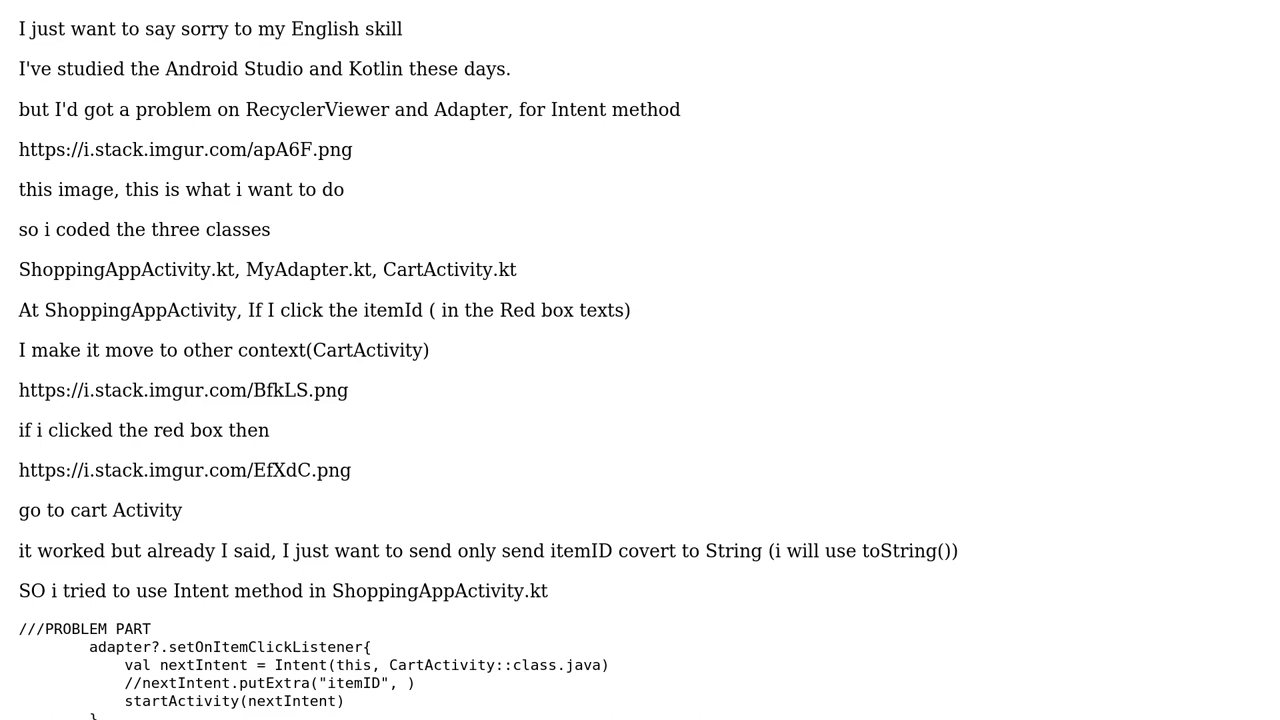 I just want to say sorry to my English skill
I've studied the Android Studio and Kotlin these days.
but I'd got a problem on RecyclerViewer and Adapter, for Intent method
https://i.stack.imgur.com/apA6F.png
this image, this is what i want to do
so i coded the three classes
ShoppingAppActivity.kt, MyAdapter.kt, CartActivity.kt
At ShoppingAppActivity, If I click the itemId ( in the Red box texts)
I make it move to other context(CartActivity)
https://i.stack.imgur.com/BfkLS.png
if i clicked the red box then
https://i.stack.imgur.com/EfXdC.png
go to cart Activity
it worked but already I said, I just want to send only send itemID covert to String (i will use toString())
SO i tried to use Intent method in ShoppingAppActivity.kt
///PROBLEM PART
        adapter?.setOnItemClickListener{
            val nextIntent = Intent(this, CartActivity::class.java)
            //nextIntent.putExtra("itemID", )
            startActivity(nextIntent)
        }